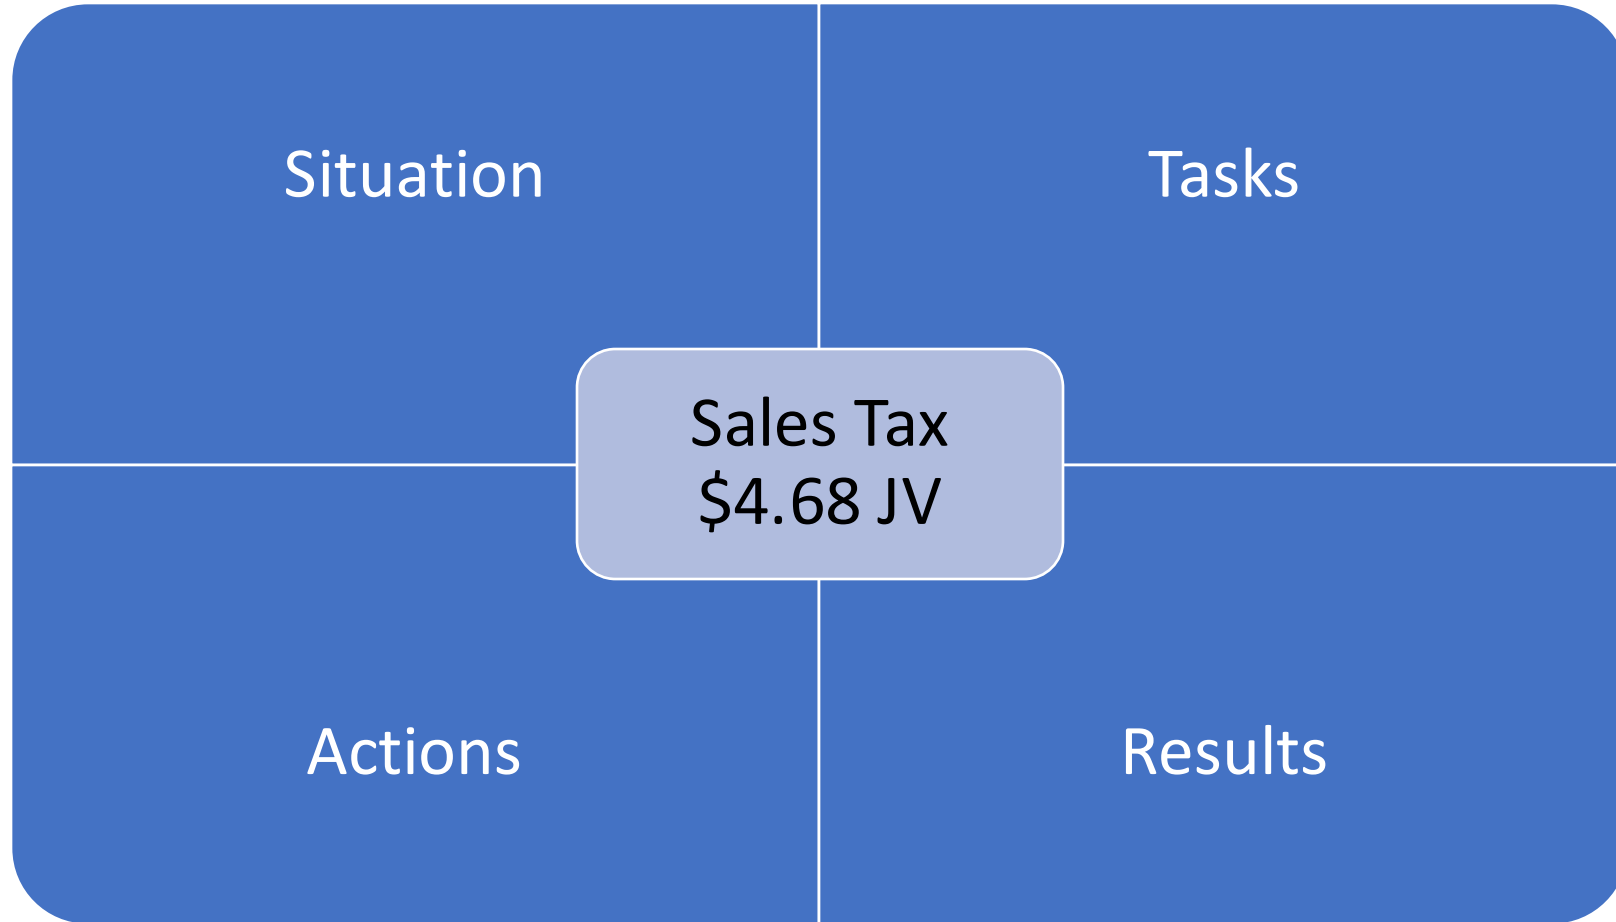 Situation
Tasks
Sales Tax
$4.68 JV
Actions
Results